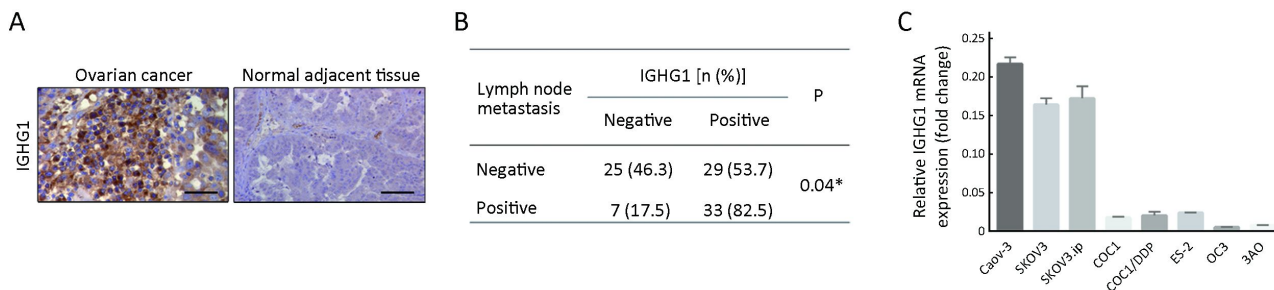 A
Ovarian cancer
Normal adjacent tissue
IGHG1
B
Lymph node
metastasis
IGHG1 [n (%)]
P
Negative
Positive
Negative
25 (46.3)
29 (53.7)
0.04*
Positive
7 (17.5)
33 (82.5)
C
Relative IGHG1 mRNA
expression (fold change)
0.25
0.20
0.15
0.10
0.05
0
Caov-3
SKOV3
SKOV3.ip
COC1
COC1/DDP
ES-2
OC3
3AO